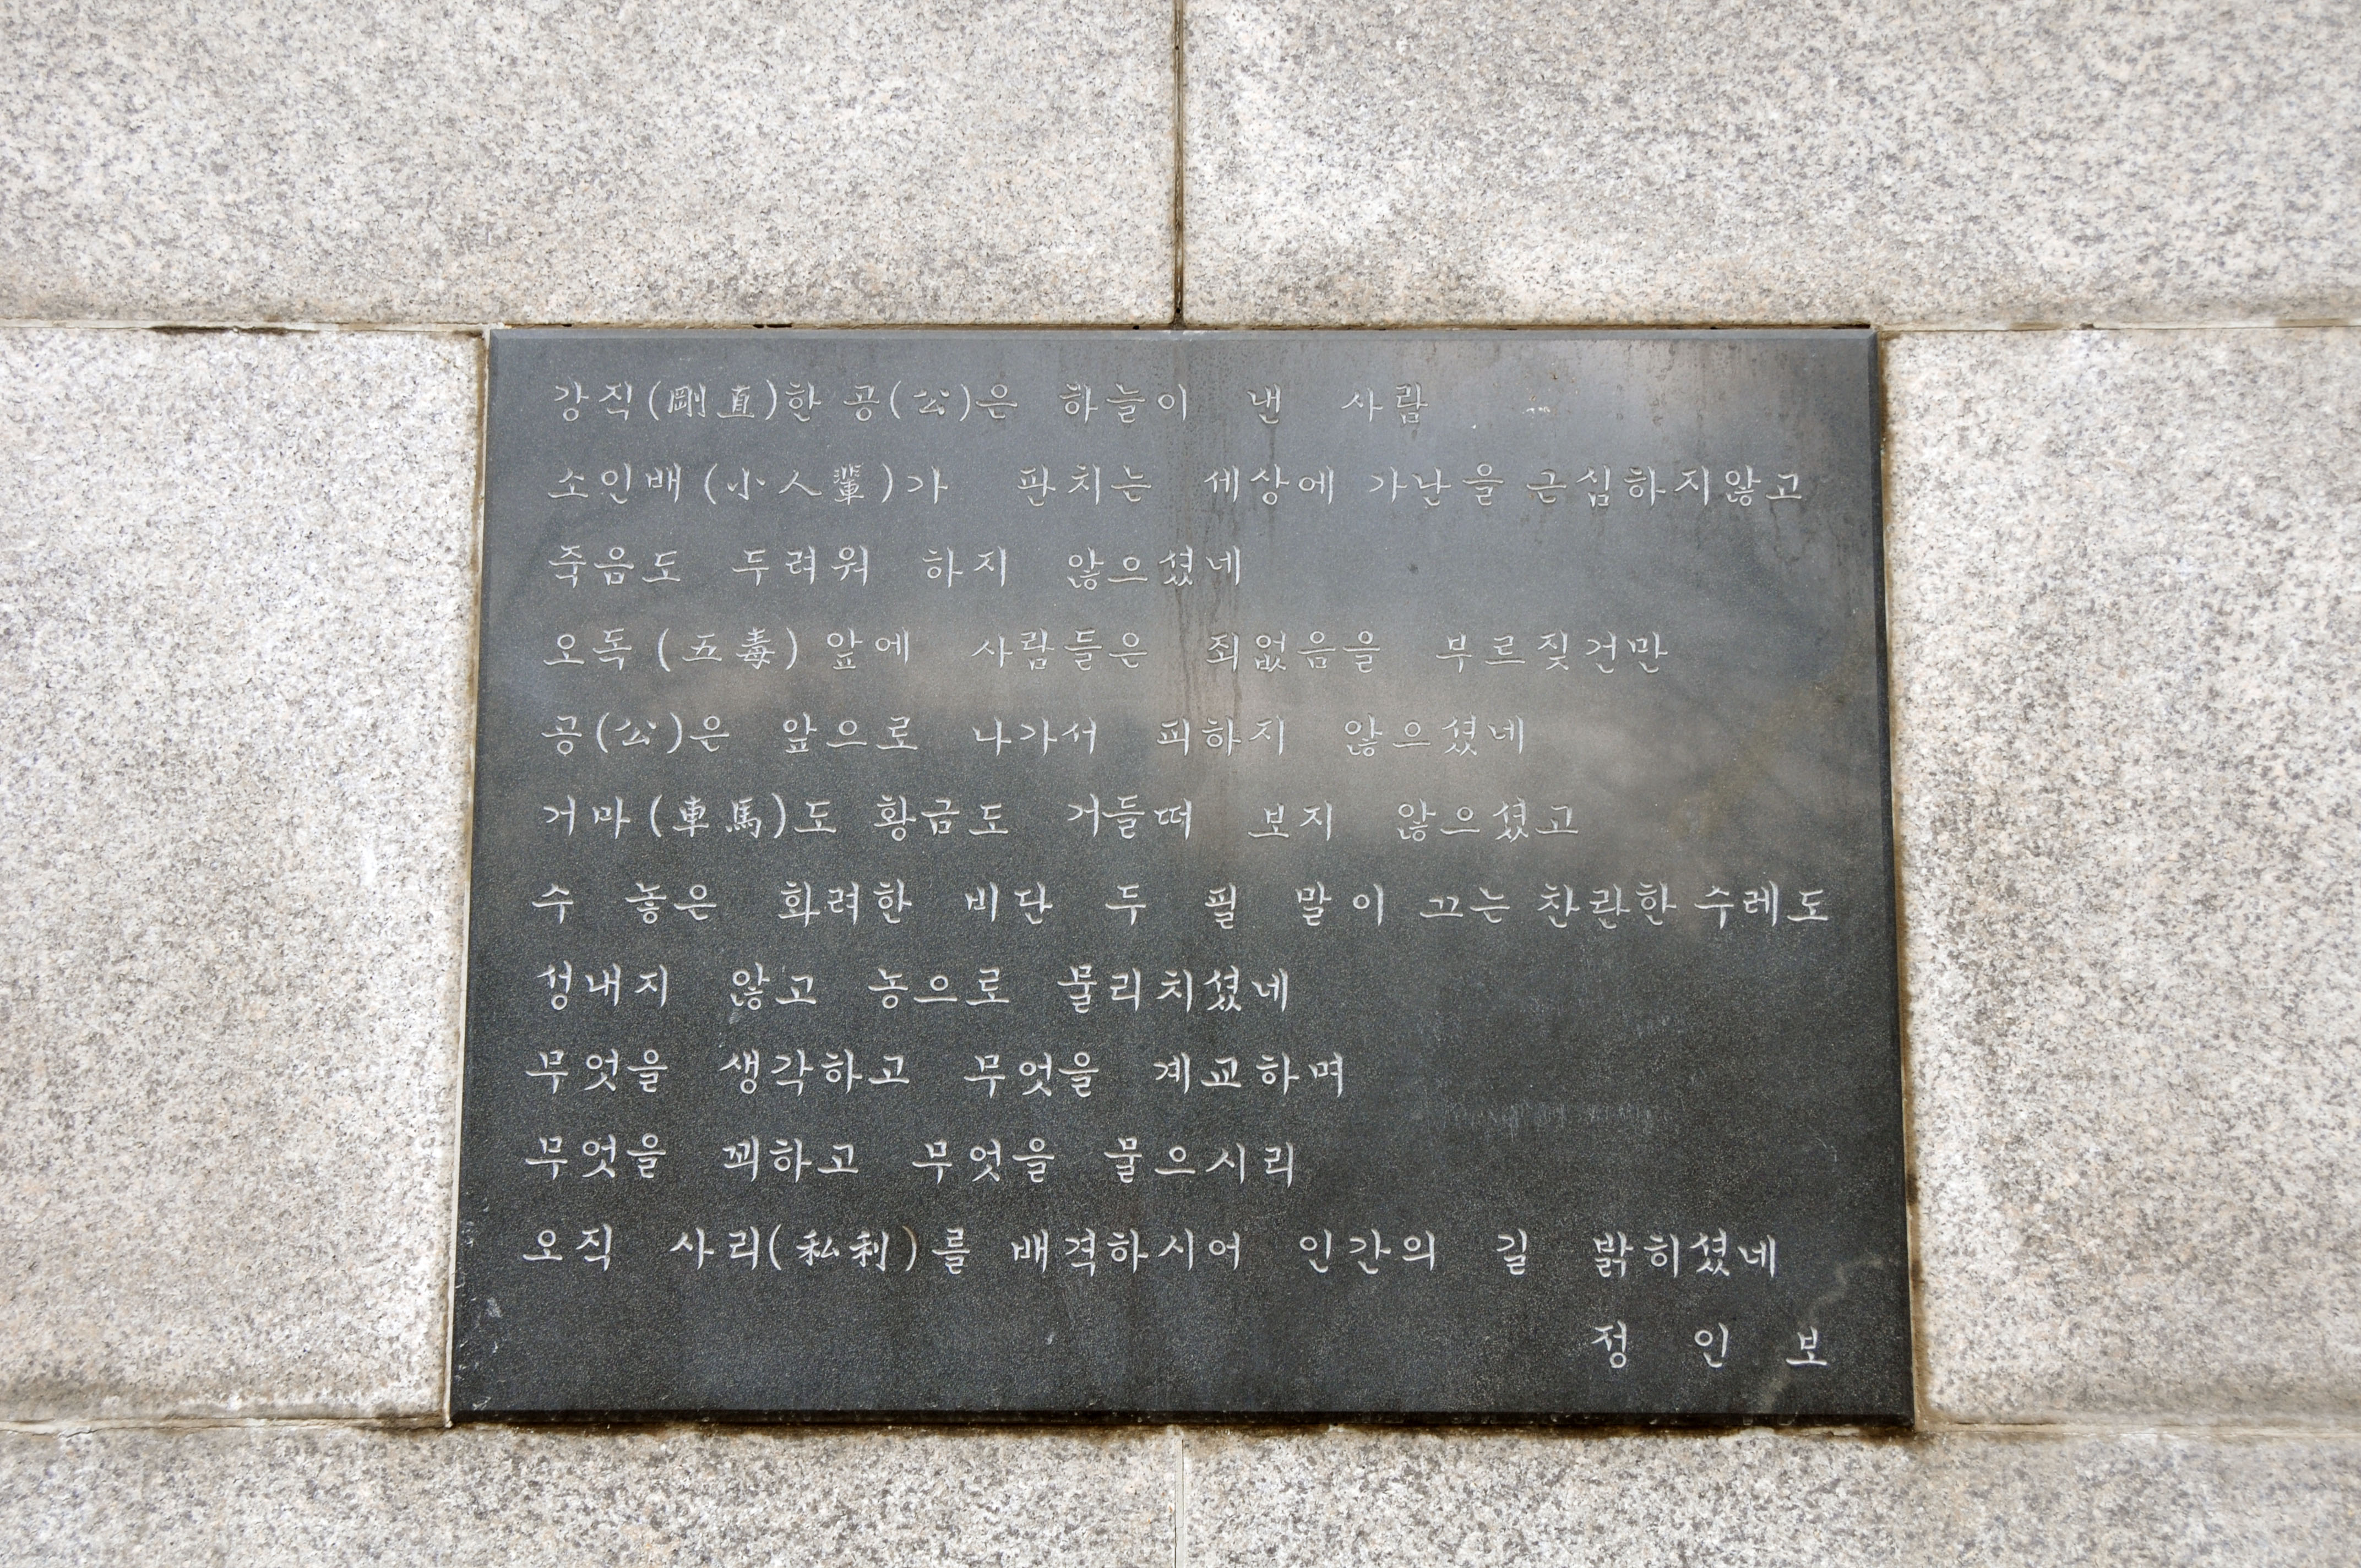 강직(剛直)한 공(公)은 하늘이 낸 사람
소인배(小人輩)가 판치는 세상에 가난을 근심하지않고
죽음도 두려워 하지 않으셨네
오독(五毒)앞에 사람들은 죄없음을 부르짖건만
공(公)은 앞으로 나가서 피하지 않으셨네
거마(車馬)도 황금도 거들떠 보지 않으셨고
수 놓은 화려한 비단 두 필 말이 끄는 찬란한 수레도
성내지 않고 농으로 물리치셨네
무엇을 생각하고 무엇을 계교하며
무엇을 꾀하고 무엇을 물으시리
오직 사리(私利)를 배격하시어 인간의 길 밝히셨네
정 인 보